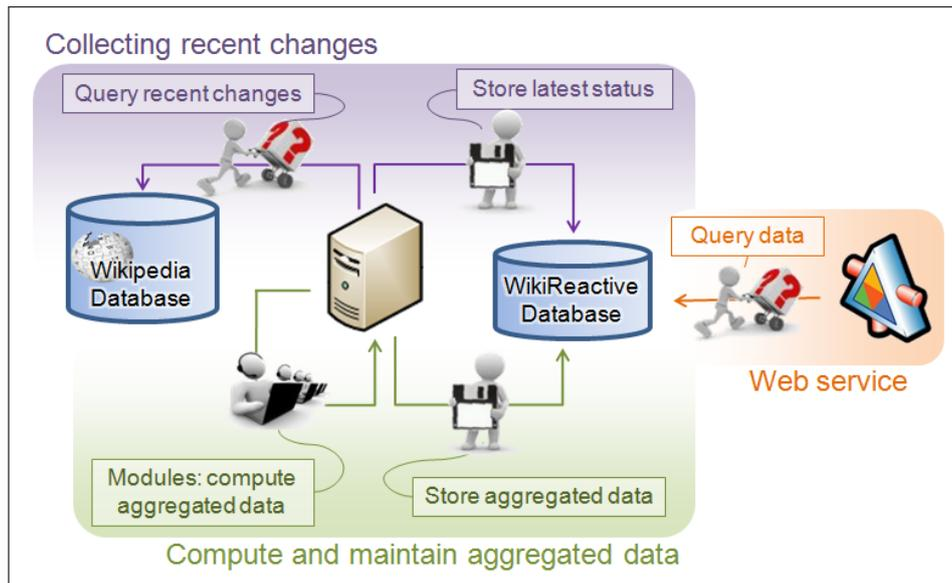 Collecting recent changes
Query recent changes
Store latest status
Wikipedia
Database
WikiReactive
Database
Query data
Web service
Modules: compute
aggregated data
Store aggregated data
Compute and maintain aggregated data